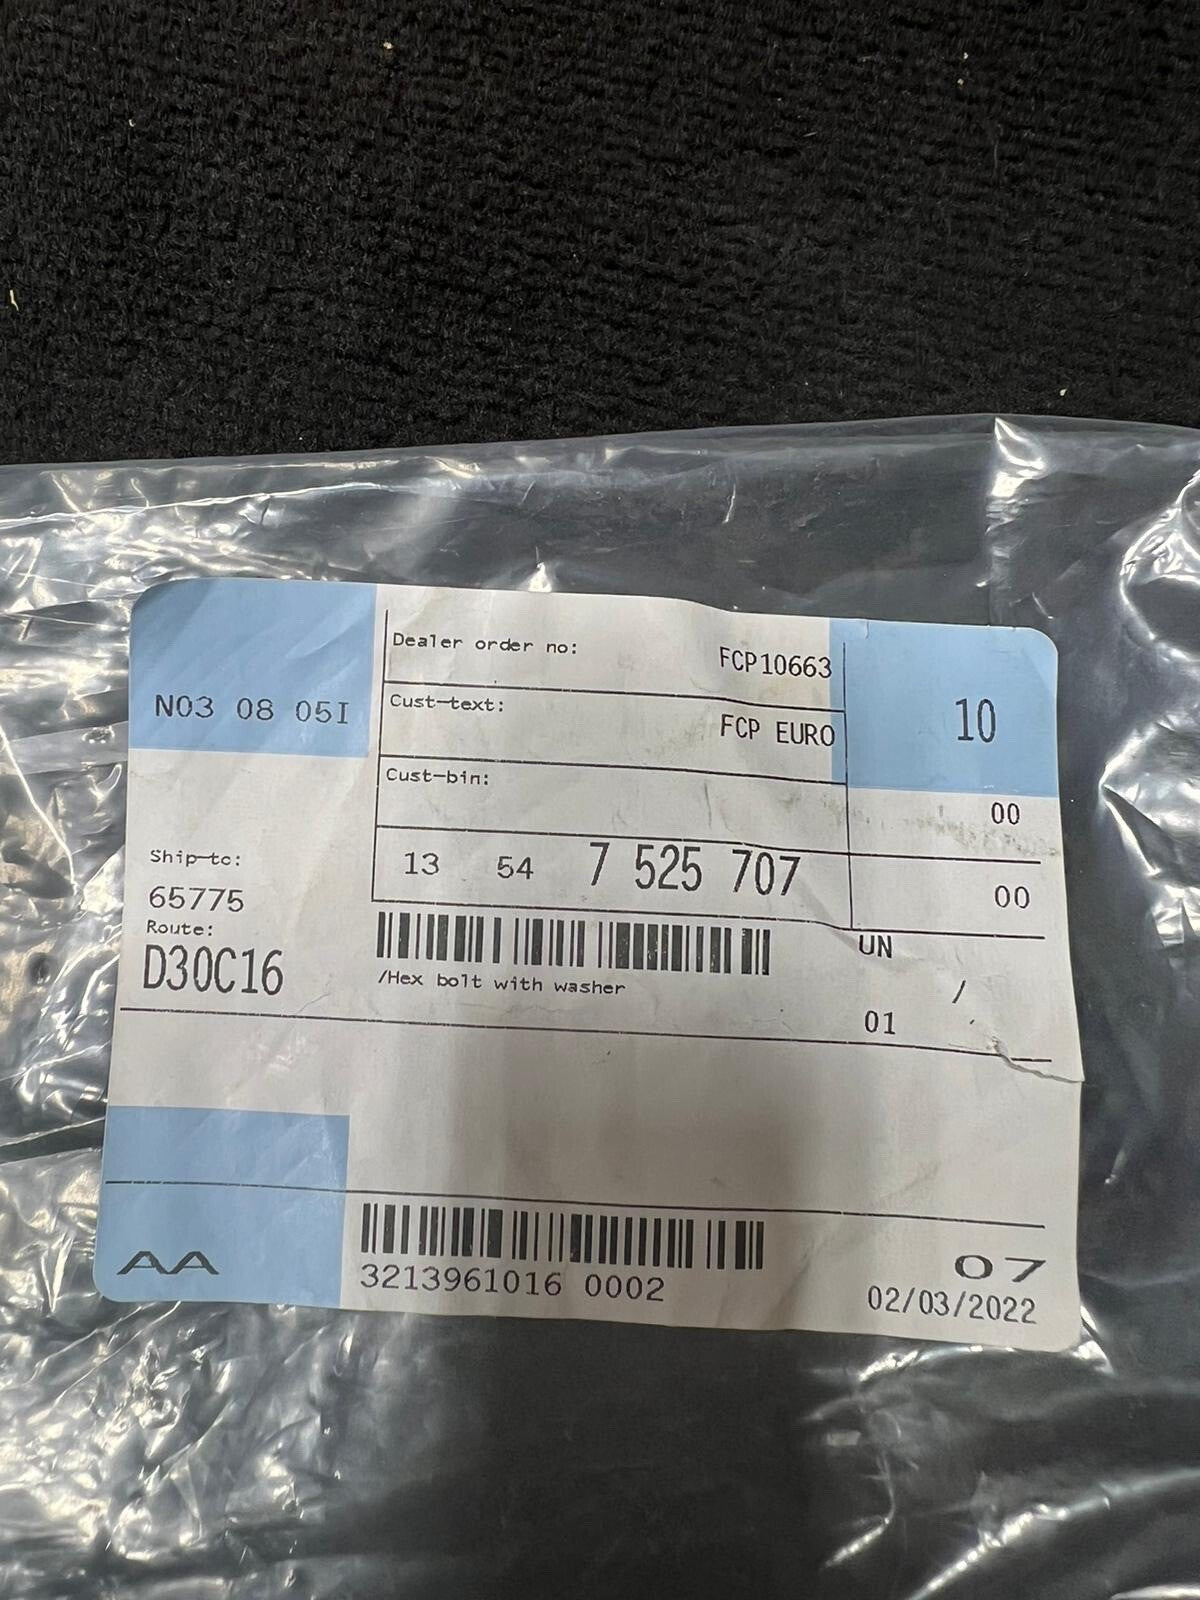 Dealer order no: FCP10663
N03 08 05I
Cust-text: FCP EURO
10
Cust-bin:
00
13 54 7 525 707
00
Ship-to:
65775
Route:
D30C16
/Hex bolt with washer
UN
/
01
AA
3213961016 0002
07
02/03/2022